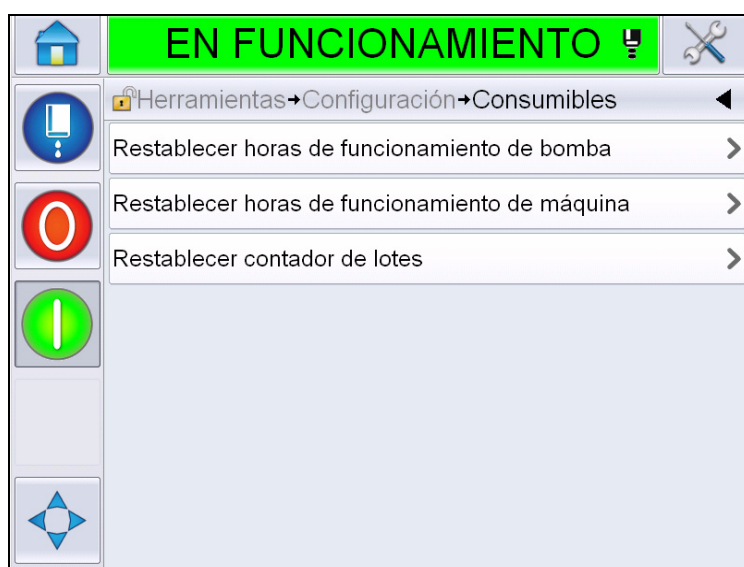 EN FUNCIONAMIENTO
Herramientas→Configuración→Consumibles
Restablecer horas de funcionamiento de bomba
Restablecer horas de funcionamiento de máquina
Restablecer contador de lotes